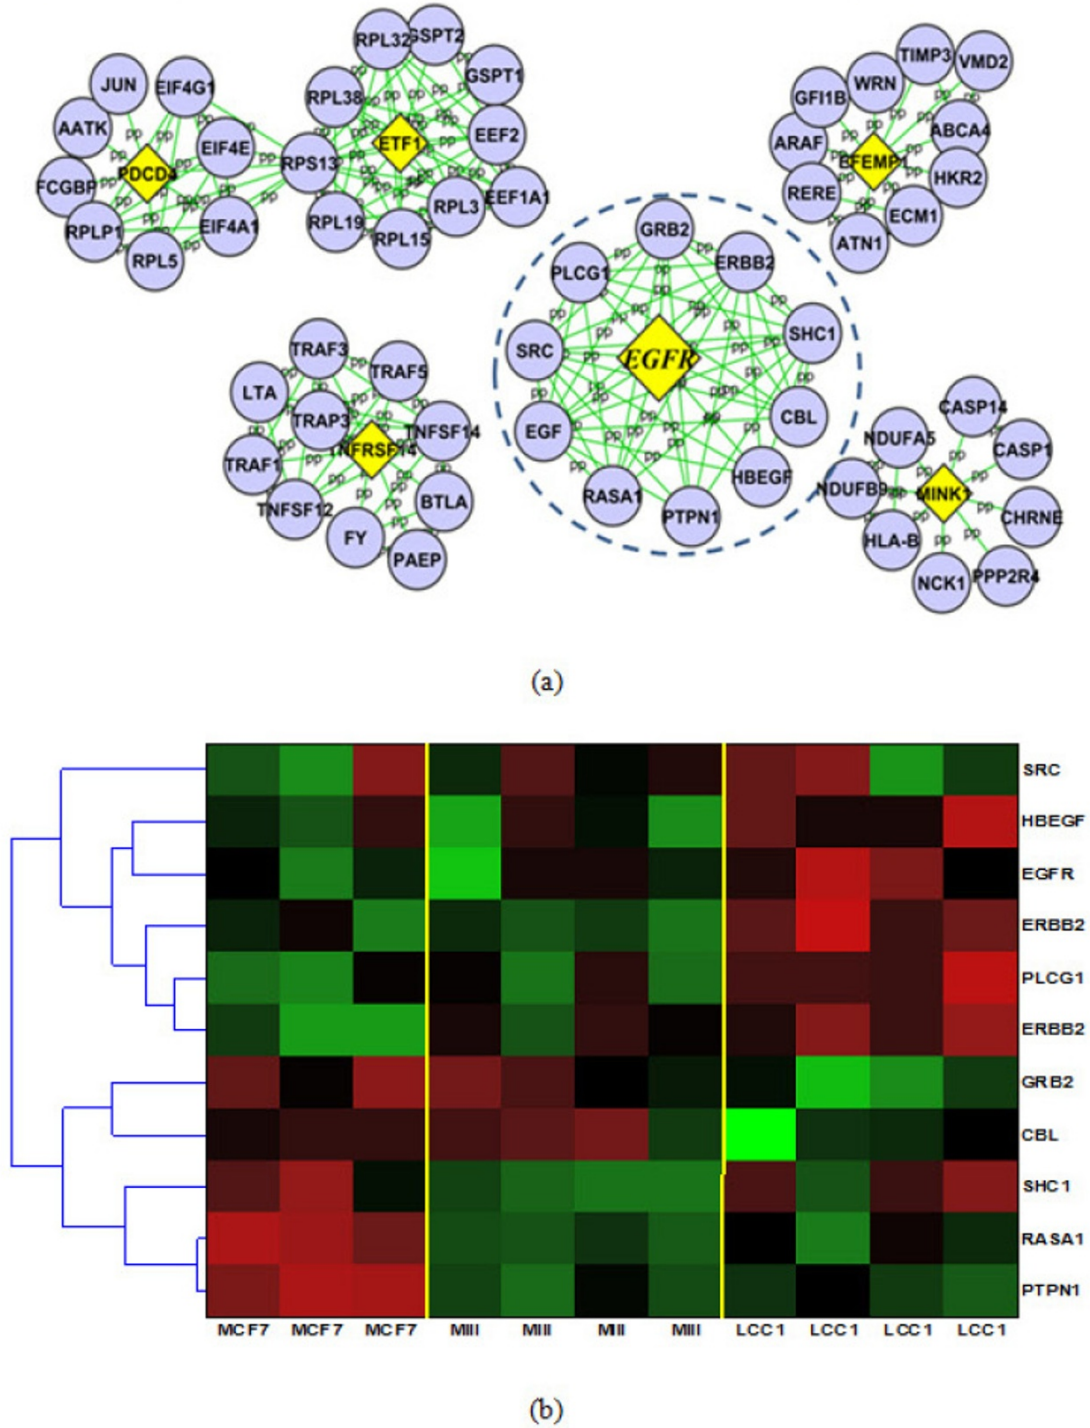 RPL32
GSPT2
TIMP3
VMD2
JUN
EIF4G1
GSPT1
WRN
RPL38
GFI1B
AATK
EIF4E
ETF1
EEF2
ARAF
ABCA4
FCGBP
PDCD4
RPS13
EFEMP1
HKR2
RPLP1
EIF4A1
RPL19
RPL3
EEF1A1
RERE
ECM1
RPL5
RPL15
GRB2
ATN1
PLCG1
ERBB2
TRAF3
TRAF5
SRC
EGFR
SHC1
LTA
TRAP3
TNFSF14
EGF
CBL
CASP14
TRAF1
TNFRSF14
NDUFA5
CASP1
TNFSF12
BTLA
RASA1
HBEGF
NDUFB9
MINK1
FY
PAEP
PTPN1
HLA-B
CHRNE
NCK1
PPP2R4
pp
(a)
SRC
HBEGF
EGFR
ERBB2
PLCG1
ERBB2
GRB2
CBL
SHC1
RASA1
PTPN1
MCF7 MCF7 MCF7 MIII MIII MIII MIII LCC1 LCC1 LCC1 LCC1
(b)